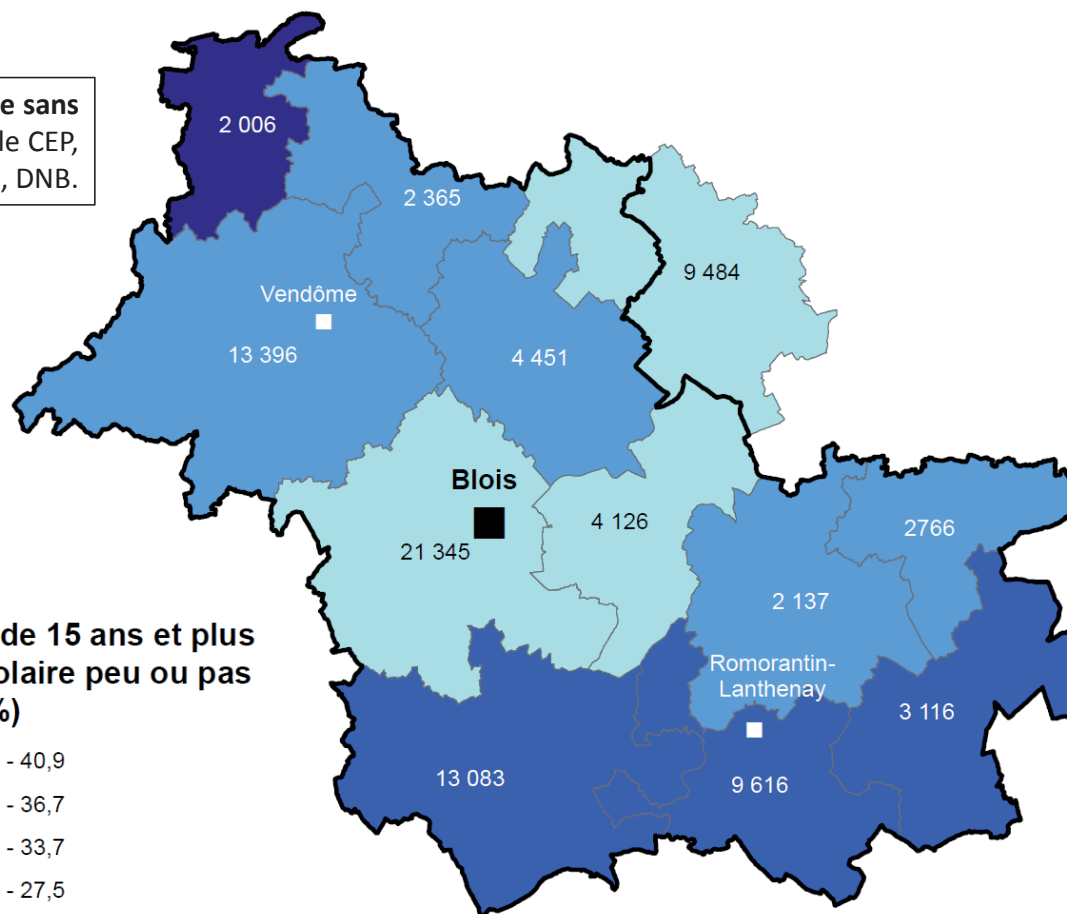 e sans
le CEP,
, DNB.
2 006
2 365
9 484
Vendôme
13 396
4 451
Blois
21 345
4 126
2766
2 137
Romorantin-
Lanthenay
3 116
13 083
9 616
de 15 ans et plus
olaire peu ou pas
%)
- 40,9
- 36,7
- 33,7
- 27,5